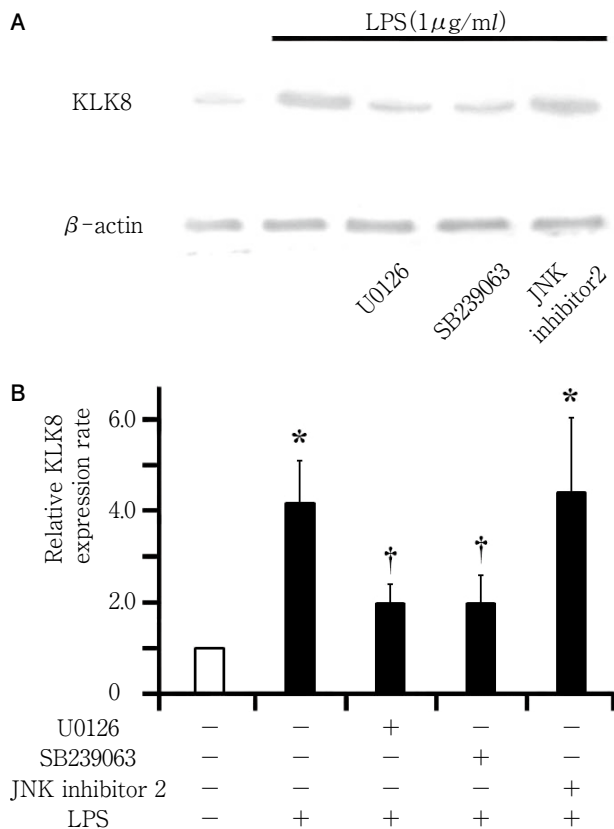 A
LPS(1μg/ml)
KLK8
β-actin
U0126
SB239063
JNK
inhibitor2
B
Relative KLK8
expression rate
6.0
4.0
2.0
0
*
†
†
*
U0126 − − + − −
SB239063 − − − + −
JNK inhibitor 2 − − − − +
LPS − + + + +